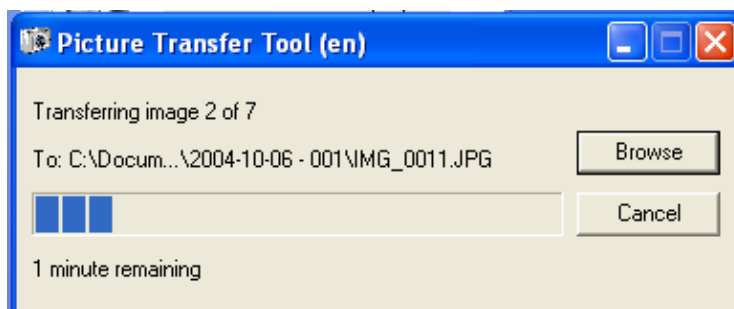 Picture Transfer Tool (en)
Transferring image 2 of 7
To: C:\Docum...\2004-10-06 - 001\IMG_0011.JPG
Browse
Cancel
1 minute remaining